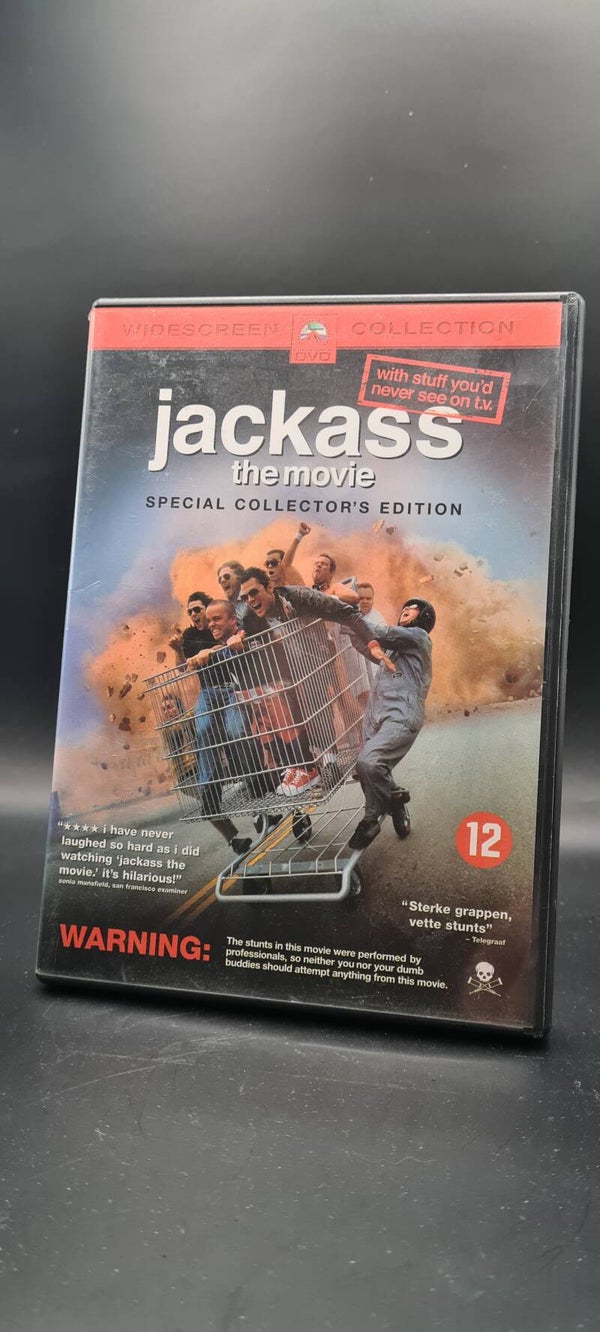 WIDESCREEN COLLECTION
DVD
with stuff you'd
never see on t.v.
jackass
the movie
SPECIAL COLLECTOR'S EDITION
"★★★★ i have never
laughed so hard as i did
watching 'jackass the
movie.' it's hilarious!"
sonia mansfield, san francisco examiner
12
"Sterke grappen,
vette stunts"
- Telegraaf
WARNING:
The stunts in this movie were performed by
professionals, so neither you nor your dumb
buddies should attempt anything from this movie.